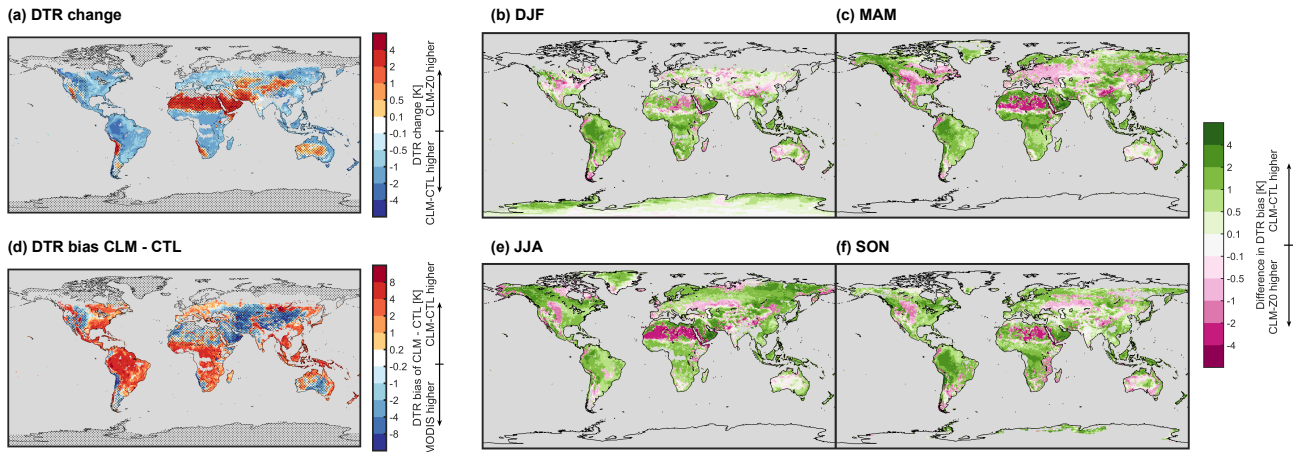 (a) DTR change
4
2
1
0.5
0.1
-0.1
-0.5
-1
-2
-4
DTR change [K]
CLM-CTL higher
CLM-Z0 higher
(b) DJF
(c) MAM
(d) DTR bias CLM - CTL
8
4
2
1
0.2
-0.2
-1
-2
-4
-8
DTR bias of CLM - CTL [K]
MODIS higher
CLM-CTL higher
(e) JJA
(f) SON
4
2
1
0.5
0.1
-0.1
-0.5
-1
-2
-4
Difference in DTR bias [K]
CLM-Z0 higher
CLM-CTL higher